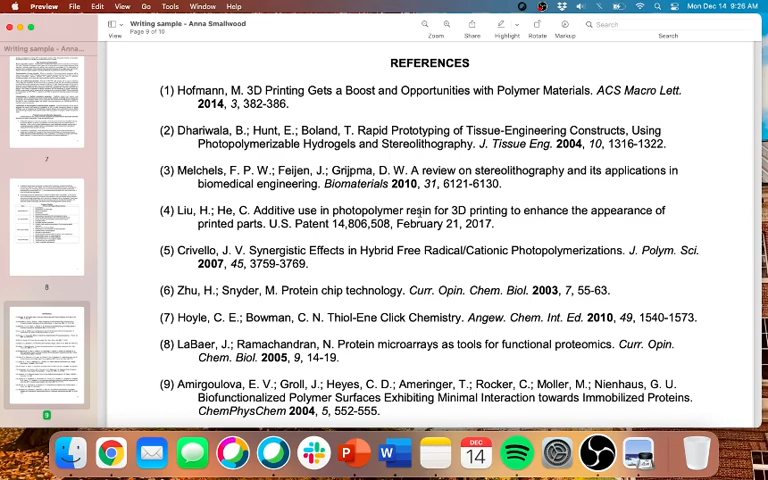 Preview File Edit View Go Tools Window Help Mon Dec 14 9:26 AM
Writing sample - Anna Smallwood
Page 9 of 10
View Zoom Share Highlight Rotate Markup Search
Search
Writing sample - Anna...
7
8
9
REFERENCES
(1) Hofmann, M. 3D Printing Gets a Boost and Opportunities with Polymer Materials. ACS Macro Lett.
2014, 3, 382-386.
(2) Dhariwala, B.; Hunt, E.; Boland, T. Rapid Prototyping of Tissue-Engineering Constructs, Using
Photopolymerizable Hydrogels and Stereolithography. J. Tissue Eng. 2004, 10, 1316-1322.
(3) Melchels, F. P. W.; Feijen, J.; Grijpma, D. W. A review on stereolithography and its applications in
biomedical engineering. Biomaterials 2010, 31, 6121-6130.
(4) Liu, H.; He, C. Additive use in photopolymer resin for 3D printing to enhance the appearance of
printed parts. U.S. Patent 14,806,508, February 21, 2017.
(5) Crivello, J. V. Synergistic Effects in Hybrid Free Radical/Cationic Photopolymerizations. J. Polym. Sci.
2007, 45, 3759-3769.
(6) Zhu, H.; Snyder, M. Protein chip technology. Curr. Opin. Chem. Biol. 2003, 7, 55-63.
(7) Hoyle, C. E.; Bowman, C. N. Thiol-Ene Click Chemistry. Angew. Chem. Int. Ed. 2010, 49, 1540-1573.
(8) LaBaer, J.; Ramachandran, N. Protein microarrays as tools for functional proteomics. Curr. Opin.
Chem. Biol. 2005, 9, 14-19.
(9) Amirgoulova, E. V.; Groll, J.; Heyes, C. D.; Ameringer, T.; Rocker, C.; Moller, M.; Nienhaus, G. U.
Biofunctionalized Polymer Surfaces Exhibiting Minimal Interaction towards Immobilized Proteins.
ChemPhysChem 2004, 5, 552-555.
DEC
14